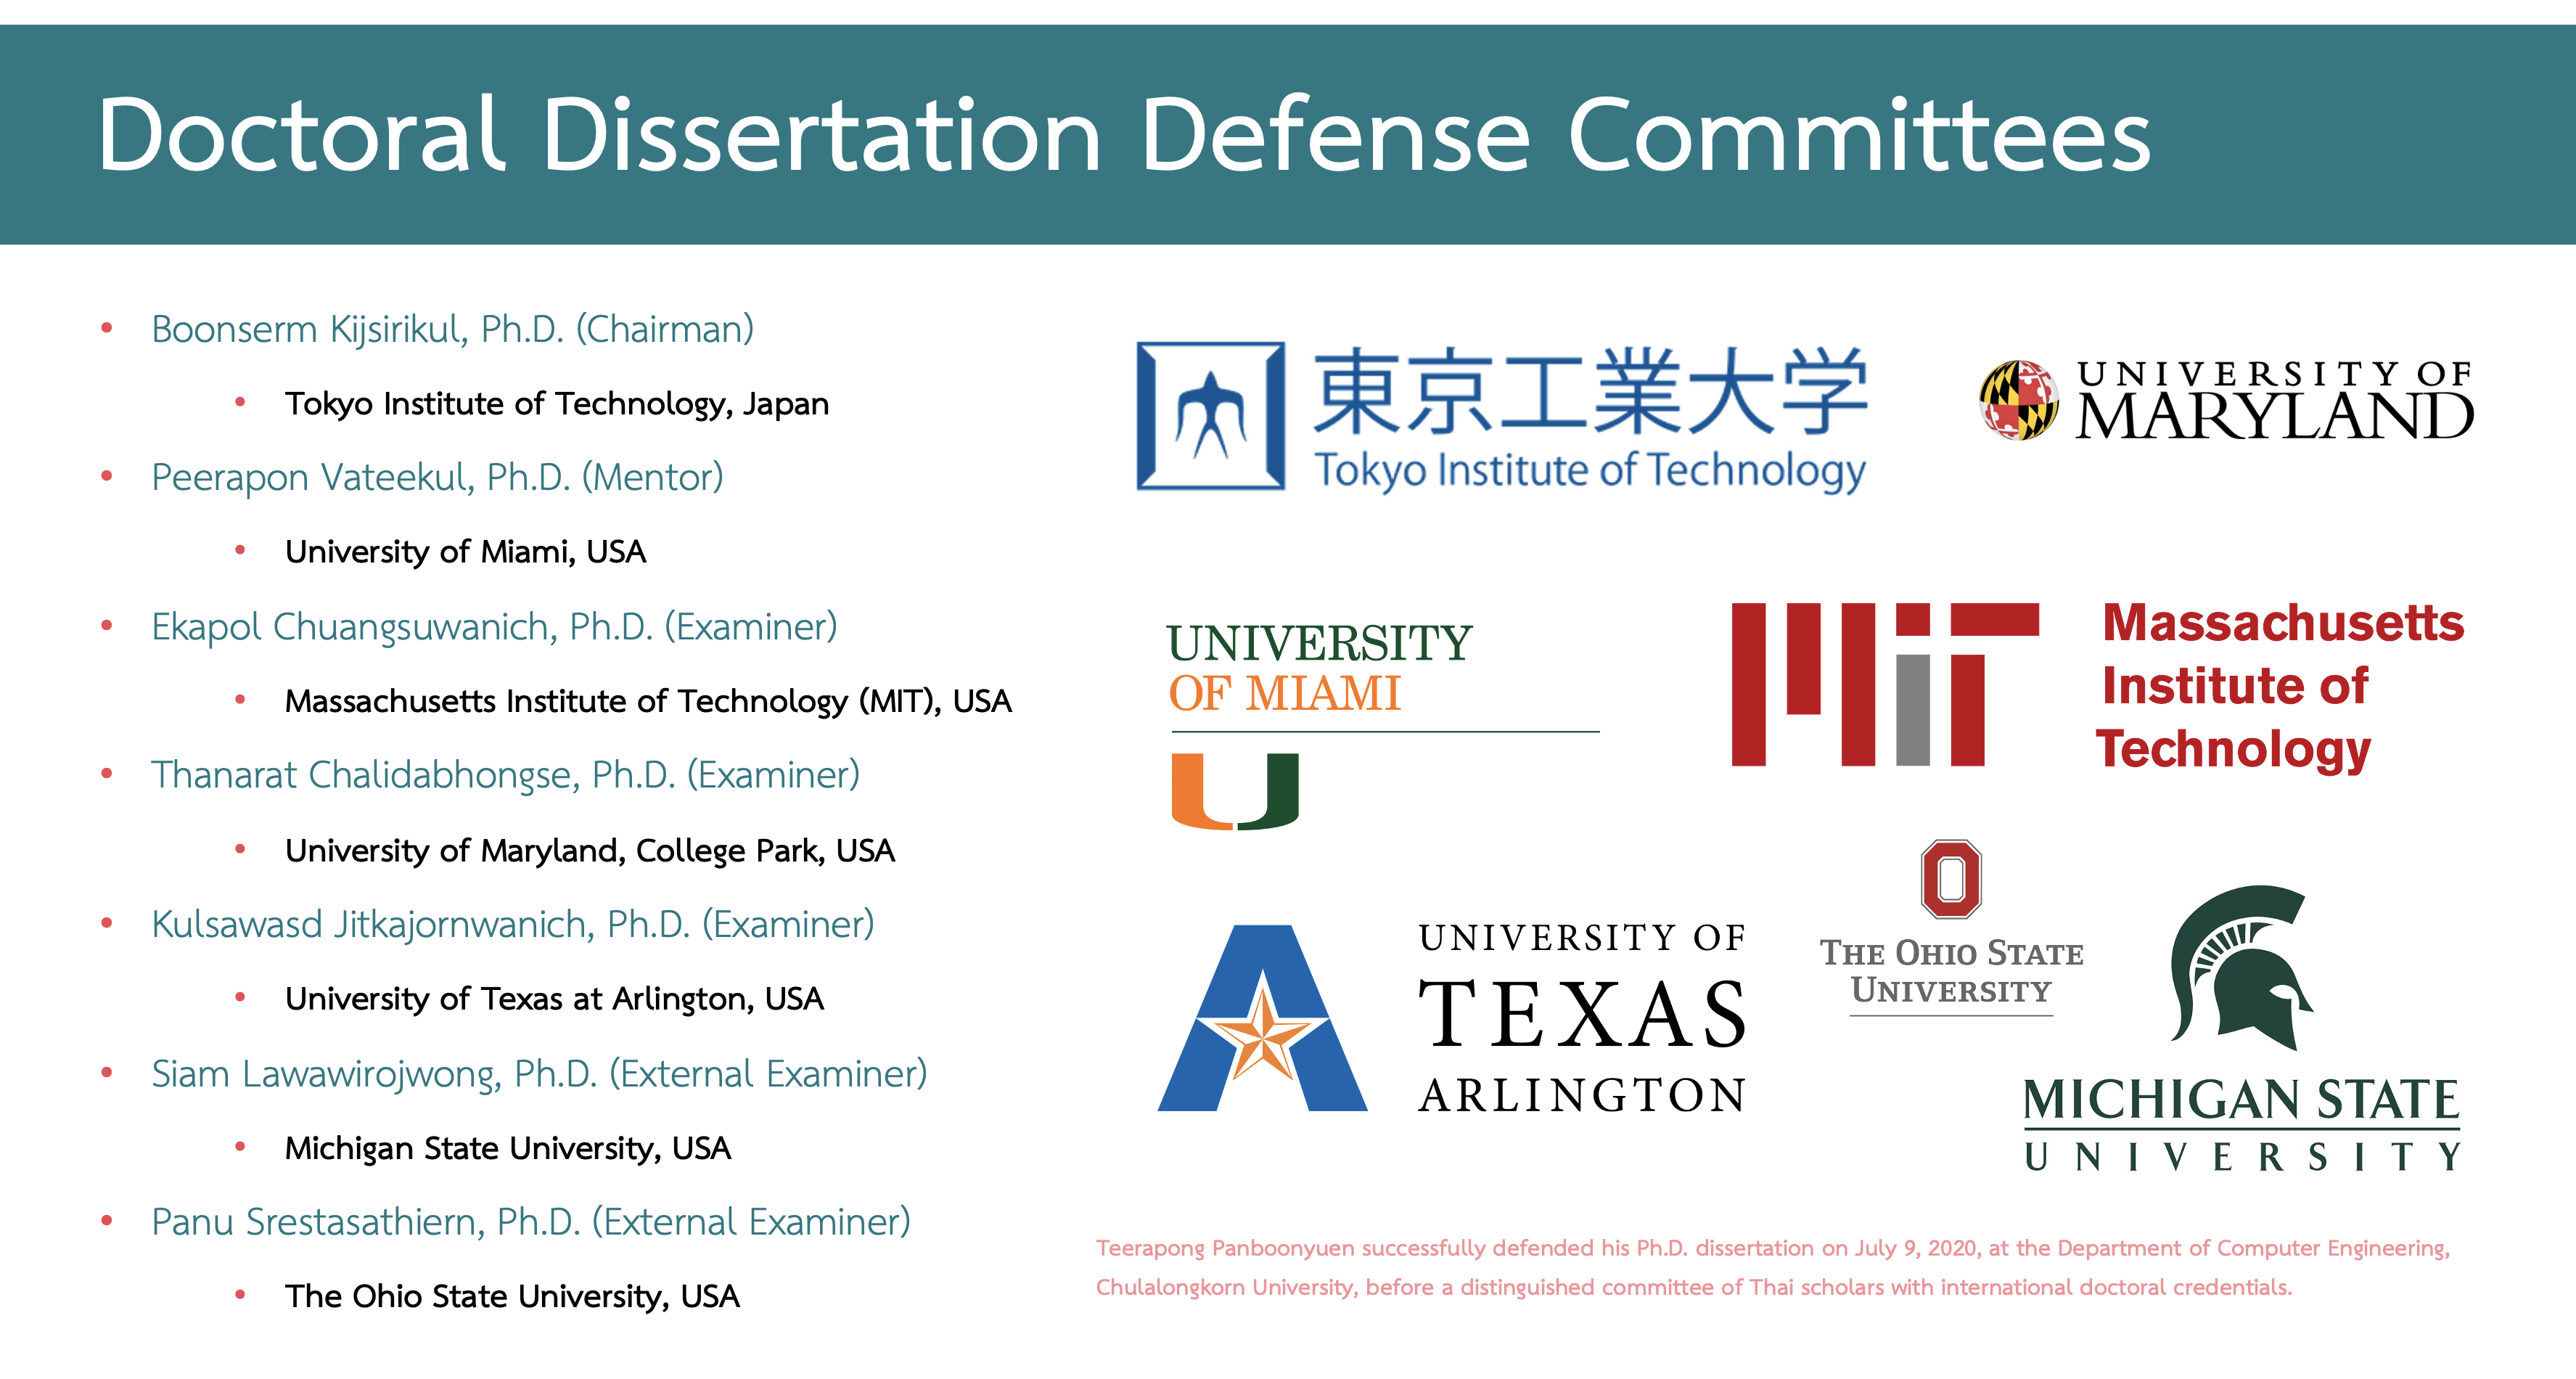 Doctoral Dissertation Defense Committees
• Boonserm Kijsirikul, Ph.D. (Chairman)
• Tokyo Institute of Technology, Japan
• Peerapon Vateekul, Ph.D. (Mentor)
• University of Miami, USA
• Ekapol Chuangsuwanich, Ph.D. (Examiner)
• Massachusetts Institute of Technology (MIT), USA
• Thanarat Chalidabhongse, Ph.D. (Examiner)
• University of Maryland, College Park, USA
• Kulsawasd Jitkajornwanich, Ph.D. (Examiner)
• University of Texas at Arlington, USA
• Siam Lawawirojwong, Ph.D. (External Examiner)
• Michigan State University, USA
• Panu Srestasathiern, Ph.D. (External Examiner)
• The Ohio State University, USA
東京工業大学
Tokyo Institute of Technology
UNIVERSITY OF
MARYLAND
UNIVERSITY
OF MIAMI
U
MIT
Massachusetts
Institute of
Technology
A
UNIVERSITY OF
TEXAS
ARLINGTON
O
THE OHIO STATE
UNIVERSITY
MICHIGAN STATE
UNIVERSITY
Teerapong Panboonyuen successfully defended his Ph.D. dissertation on July 9, 2020, at the Department of Computer Engineering,
Chulalongkorn University, before a distinguished committee of Thai scholars with international doctoral credentials.